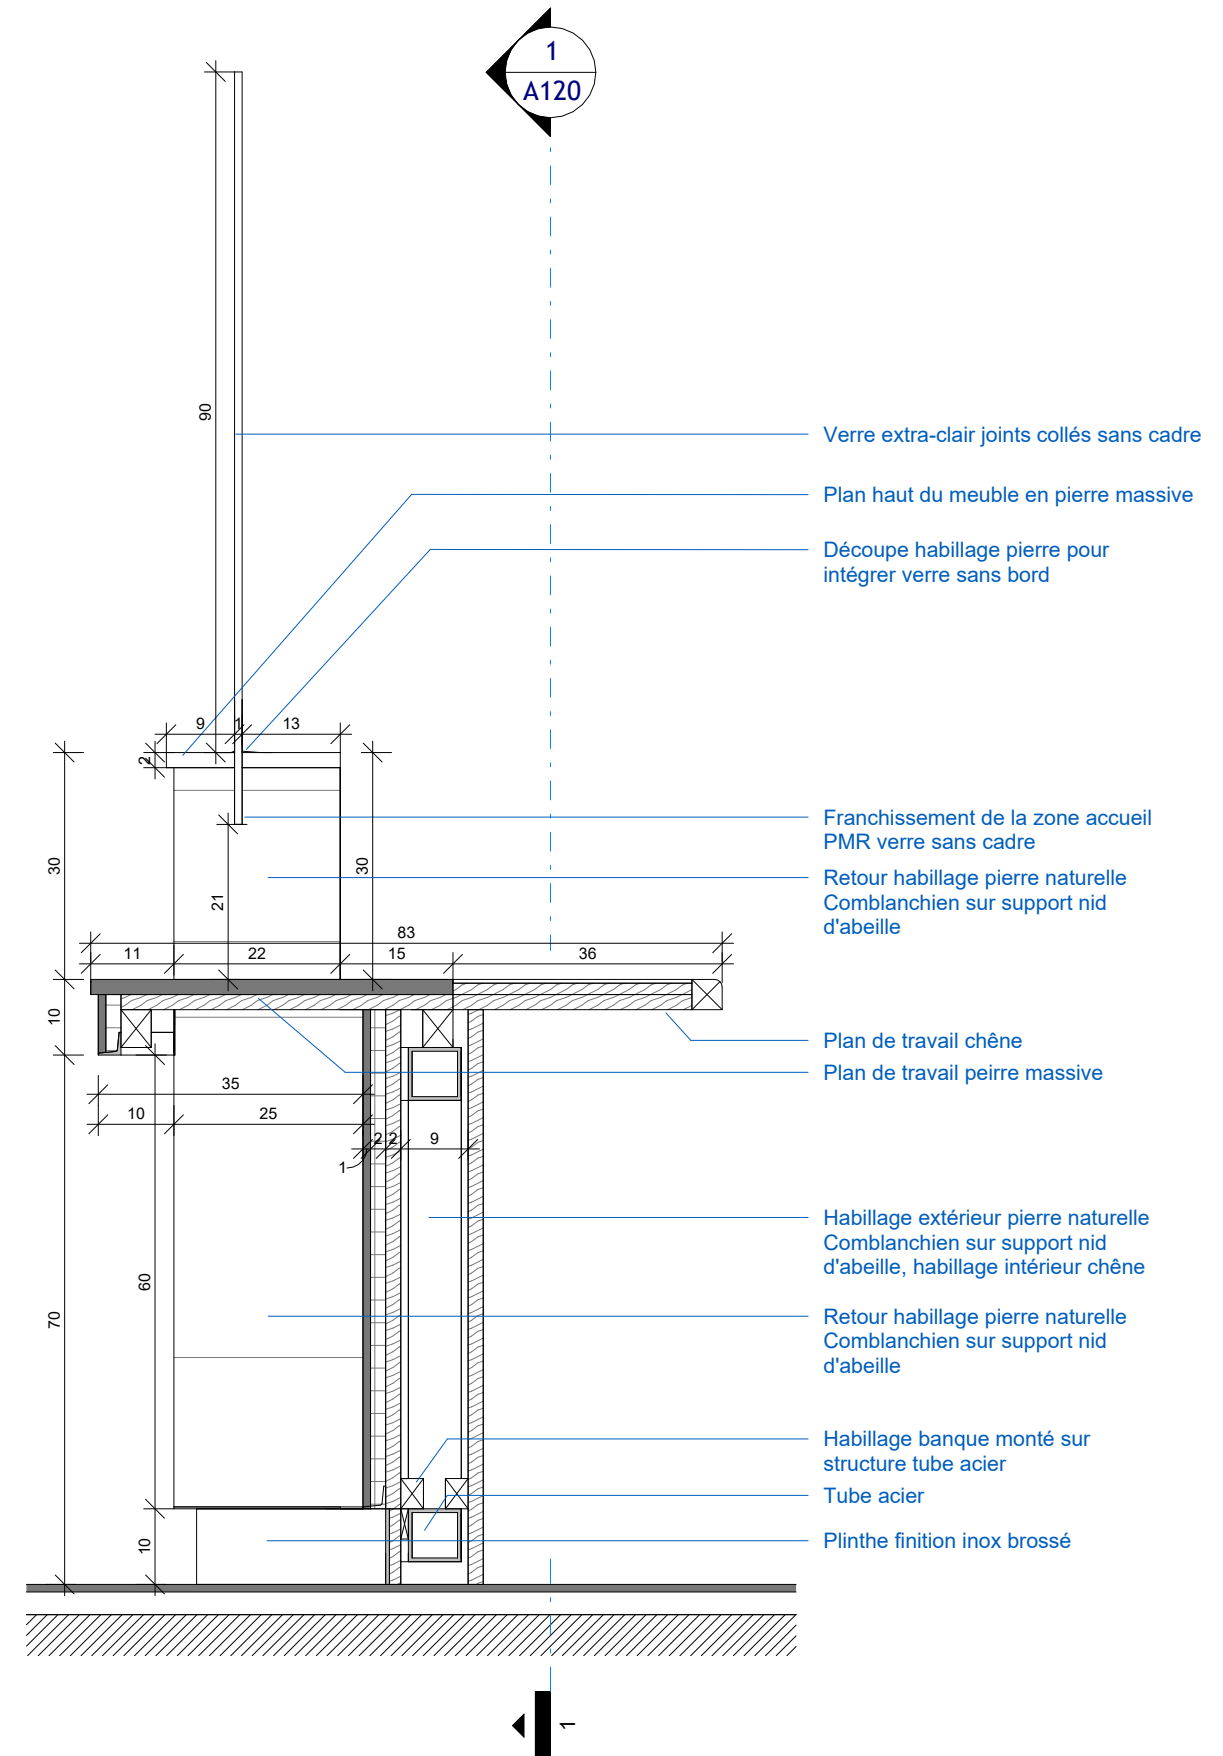 1
A120
90
Verre extra-clair joints collés sans cadre
Plan haut du meuble en pierre massive
Découpe habillage pierre pour
intégrer verre sans bord
9
1
13
2
30
30
21
Franchissement de la zone accueil
PMR verre sans cadre
Retour habillage pierre naturelle
Comblanchien sur support nid
d'abeille
83
11
22
15
36
10
Plan de travail chêne
Plan de travail peirre massive
35
10
25
2
2
9
1
Habillage extérieur pierre naturelle
Comblanchien sur support nid
d'abeille, habillage intérieur chêne
60
70
Retour habillage pierre naturelle
Comblanchien sur support nid
d'abeille
Habillage banque monté sur
structure tube acier
Tube acier
10
Plinthe finition inox brossé
1